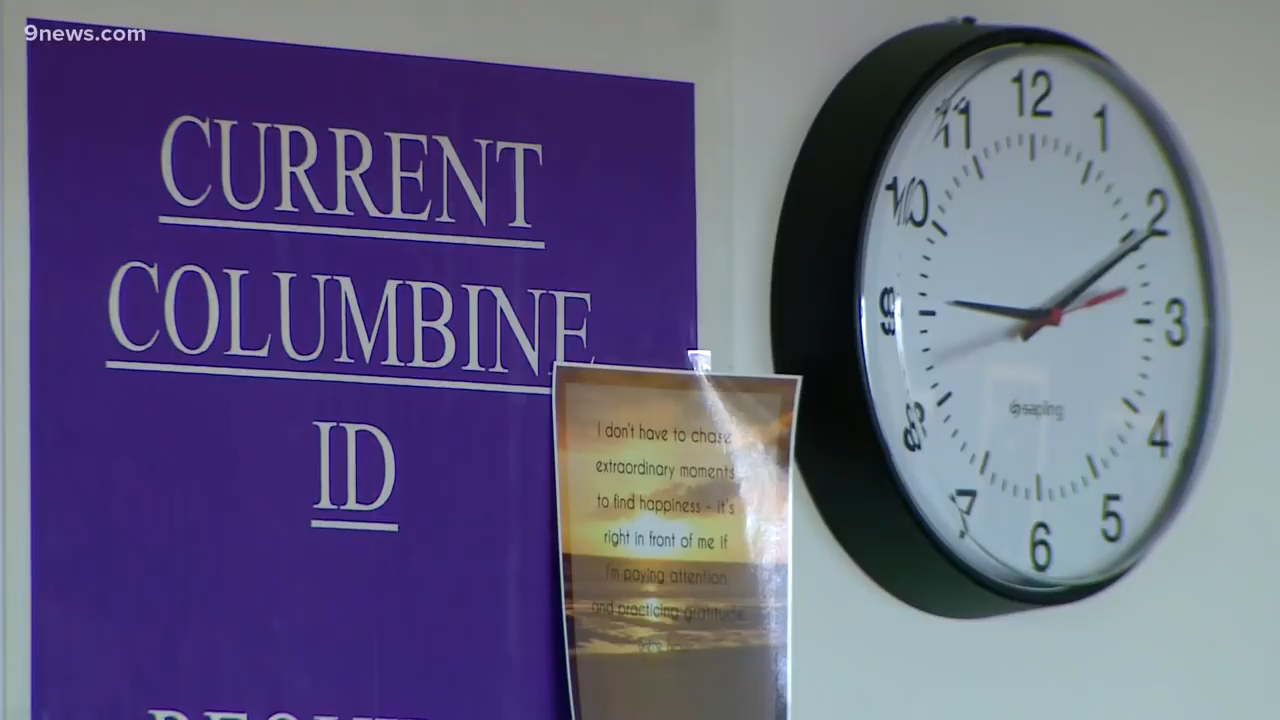 9news.com
CURRENT
COLUMBINE
ID
I don't have to chase
extraordinary moments
to find happiness - it's
right in front of me if
I'm paying attention
and practicing gratitude.
12
1
2
3
4
5
6
7
8
9
10
11
sapling